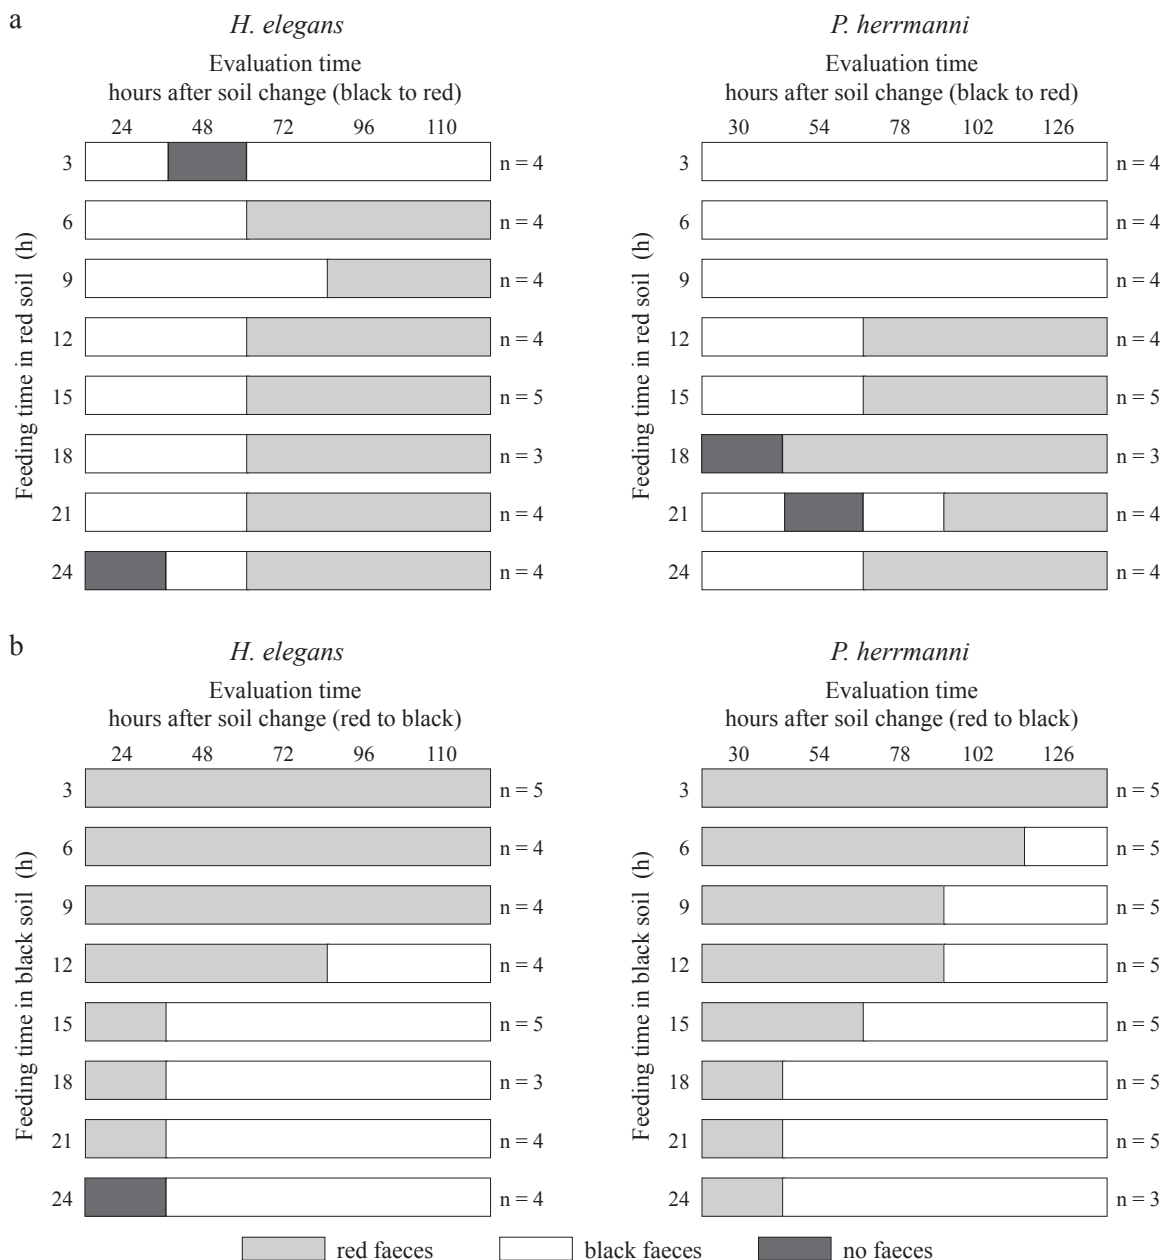 a
H. elegans
Evaluation time
hours after soil change (black to red)
24 48 72 96 110
Feeding time in red soil (h)
3 n = 4
6 n = 4
9 n = 4
12 n = 4
15 n = 5
18 n = 3
21 n = 4
24 n = 4
P. herrmanni
Evaluation time
hours after soil change (black to red)
30 54 78 102 126
Feeding time in red soil (h)
3 n = 4
6 n = 4
9 n = 4
12 n = 4
15 n = 5
18 n = 3
21 n = 4
24 n = 4
b
H. elegans
Evaluation time
hours after soil change (red to black)
24 48 72 96 110
Feeding time in black soil (h)
3 n = 5
6 n = 4
9 n = 4
12 n = 4
15 n = 5
18 n = 3
21 n = 4
24 n = 4
P. herrmanni
Evaluation time
hours after soil change (red to black)
30 54 78 102 126
Feeding time in black soil (h)
3 n = 5
6 n = 5
9 n = 5
12 n = 5
15 n = 5
18 n = 5
21 n = 5
24 n = 3
red faeces black faeces no faeces